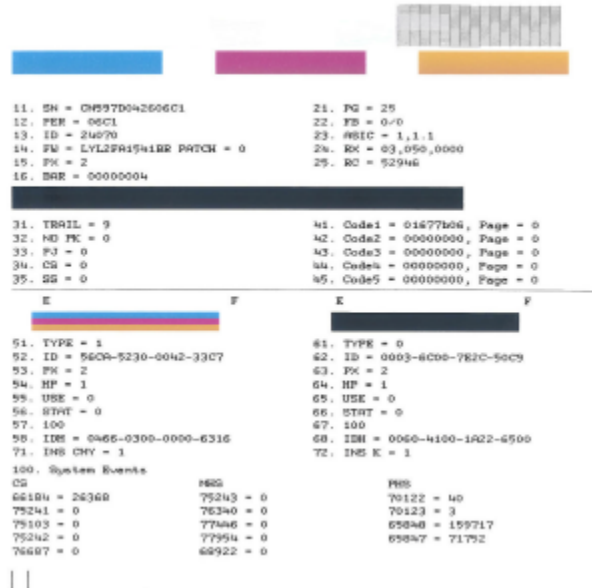 11. SN = CN597D042606C1
12. PER = 06C1
13. ID = 24070
14. FW = LYL2FA1541BR PATCH = 0
15. PX = 2
16. BAR = 00000004
21. PG = 25
22. FB = 0/0
23. ASIC = 1,1.1
24. RX = 03,050,0000
25. RC = 52946
31. TRAIL = 9
32. NO PK = 0
33. PJ = 0
34. CS = 0
35. SS = 0
41. Code1 = 01677b06, Page = 0
42. Code2 = 00000000, Page = 0
43. Code3 = 00000000, Page = 0
44. Code4 = 00000000, Page = 0
45. Code5 = 00000000, Page = 0
E F
E F
51. TYPE = 1
52. ID = 56CA-5230-0042-33C7
53. PX = 2
54. HP = 1
55. USE = 0
56. STAT = 0
57. 100
58. IDH = 0466-0300-0000-6316
71. INS CMY = 1
61. TYPE = 0
62. ID = 0003-6C00-7E2C-50C9
63. PX = 2
64. HP = 1
65. USE = 0
66. STAT = 0
67. 100
68. IDH = 0060-4100-1A22-6500
72. INS K = 1
100. System Events
CS
66184 = 26368
75241 = 0
75103 = 0
75242 = 0
76687 = 0
MHS
75243 = 0
76340 = 0
77446 = 0
77954 = 0
68922 = 0
PHS
70122 = 40
70123 = 3
65848 = 159717
65847 = 71752